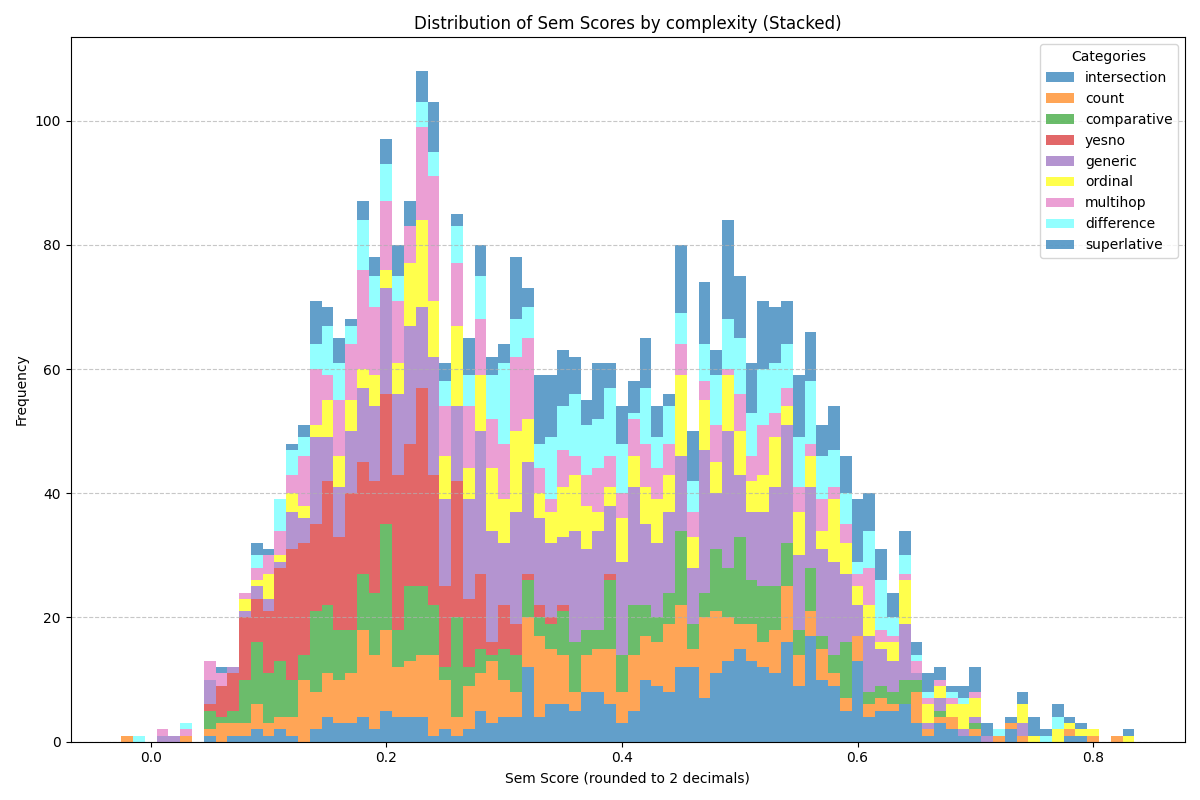 Distribution of Sem Scores by complexity (Stacked)
Categories
intersection
count
comparative
yesno
generic
ordinal
multihop
difference
superlative
Frequency
100
80
60
40
20
0
0.0
0.2
0.4
0.6
0.8
Sem Score (rounded to 2 decimals)